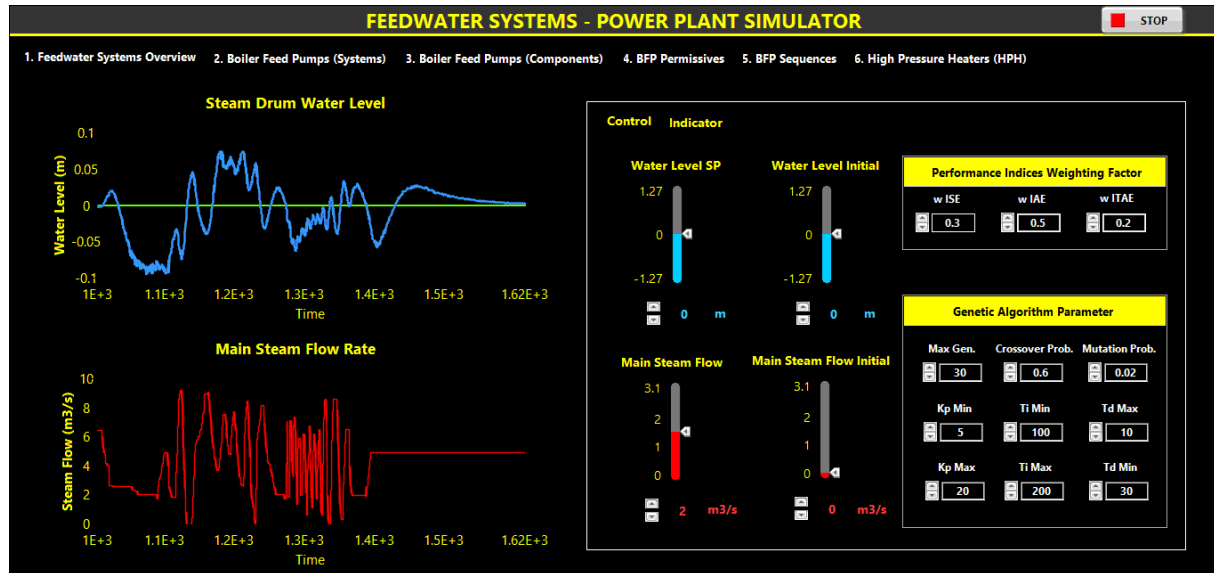 FEEDWATER SYSTEMS - POWER PLANT SIMULATOR
STOP
1. Feedwater Systems Overview 2. Boiler Feed Pumps (Systems) 3. Boiler Feed Pumps (Components) 4. BFP Permissives 5. BFP Sequences 6. High Pressure Heaters (HPH)
Steam Drum Water Level
Water Level (m)
0.1
0.05
0
-0.05
-0.1
1E+3 1.1E+3 1.2E+3 1.3E+3 1.4E+3 1.5E+3 1.62E+3
Time
Main Steam Flow Rate
Steam Flow (m3/s)
10
8
6
4
2
0
1E+3 1.1E+3 1.2E+3 1.3E+3 1.4E+3 1.5E+3 1.62E+3
Time
Control Indicator
Water Level SP
1.27
0
-1.27
0 m
Water Level Initial
1.27
0
-1.27
0 m
Main Steam Flow
3.1
2
1
0
2 m3/s
Main Steam Flow Initial
3.1
2
1
0
0 m3/s
Performance Indices Weighting Factor
w ISE w IAE w ITAE
0.3 0.5 0.2
Genetic Algorithm Parameter
Max Gen. Crossover Prob. Mutation Prob.
30 0.6 0.02
Kp Min Ti Min Td Max
5 100 10
Kp Max Ti Max Td Min
20 200 30